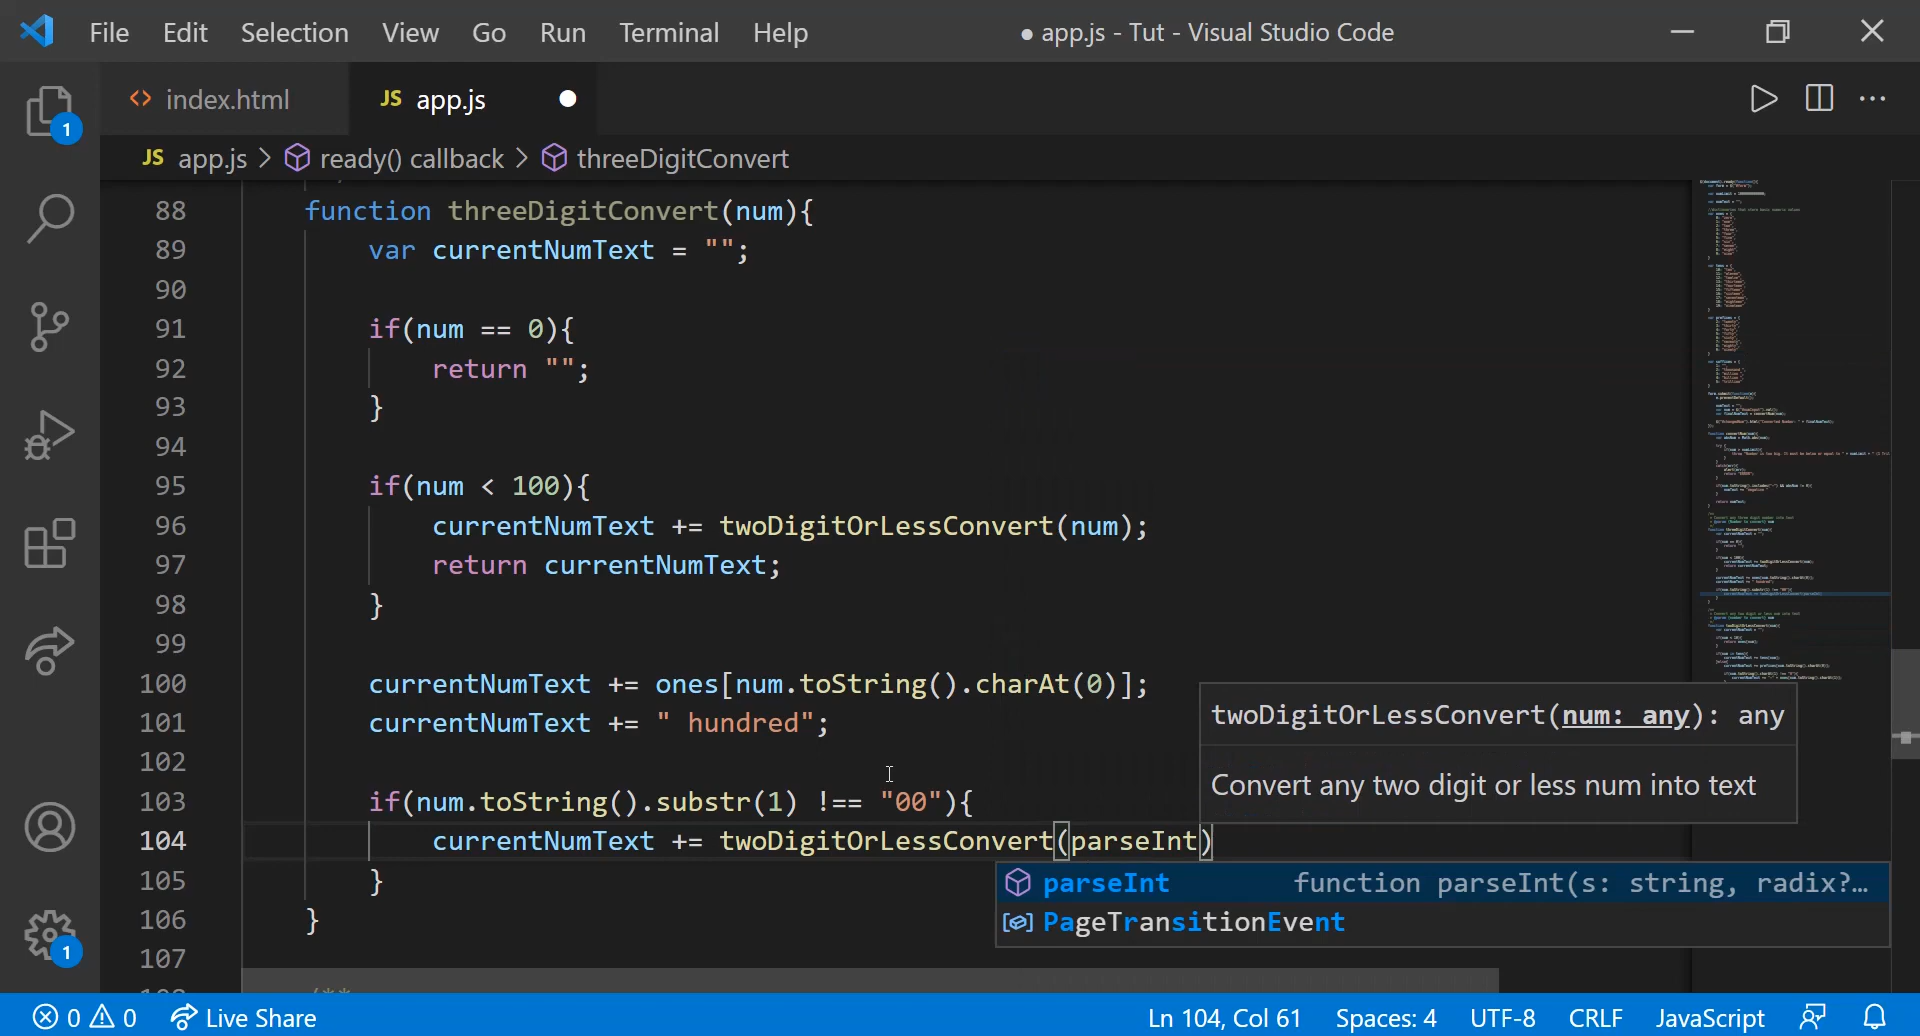 File Edit Selection View Go Run Terminal Help ● app.js - Tut - Visual Studio Code
<> index.html JS app.js
JS app.js > ready() callback > threeDigitConvert
88 function threeDigitConvert(num){
89 var currentNumText = "";
90
91 if(num == 0){
92 return "";
93 }
94
95 if(num < 100){
96 currentNumText += twoDigitOrLessConvert(num);
97 return currentNumText;
98 }
99
100 currentNumText += ones[num.toString().charAt(0)];
101 currentNumText += " hundred";
102
103 if(num.toString().substr(1) !== "00"){
104 currentNumText += twoDigitOrLessConvert(parseInt)
105 }
106 }
107
/**
twoDigitOrLessConvert(num: any): any
Convert any two digit or less num into text
parseInt function parseInt(s: string, radix?…
PageTransitionEvent
1
1
0 0 Live Share Ln 104, Col 61 Spaces: 4 UTF-8 CRLF JavaScript